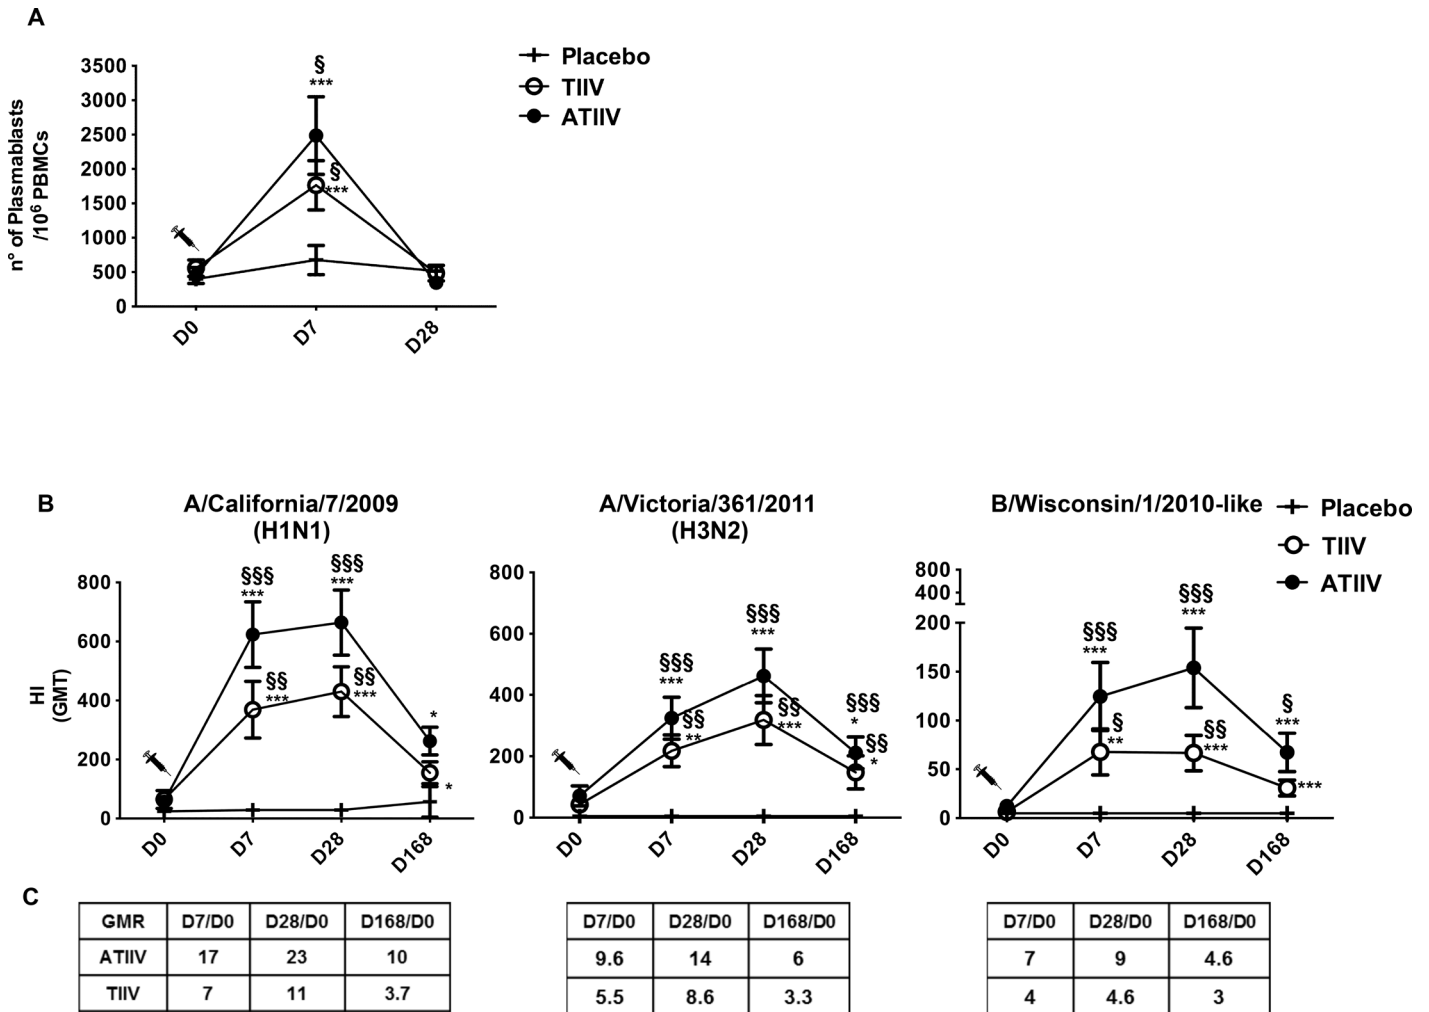 A
Placebo
TIIV
ATIIV
n° of Plasmablasts
/10⁶ PBMCs
3500
3000
2500
2000
1500
1000
500
0
§
***
§
***
D0 D7 D28
B
A/California/7/2009
(H1N1)
HI
(GMT)
800
600
400
200
0
§§§
***
§§§
***
§§
***
§§
***
*
*
D0 D7 D28 D168
A/Victoria/361/2011
(H3N2)
800
600
400
200
0
§§§
***
§§§
***
§§
**
§§
***
§§§
*
§§
*
D0 D7 D28 D168
B/Wisconsin/1/2010-like
800
400
200
150
100
50
0
§§§
***
§§§
***
§
**
§§
***
§
***
***
D0 D7 D28 D168
Placebo
TIIV
ATIIV
C
GMR D7/D0 D28/D0 D168/D0
ATIIV 17 23 10
TIIV 7 11 3.7
D7/D0 D28/D0 D168/D0
9.6 14 6
5.5 8.6 3.3
D7/D0 D28/D0 D168/D0
7 9 4.6
4 4.6 3